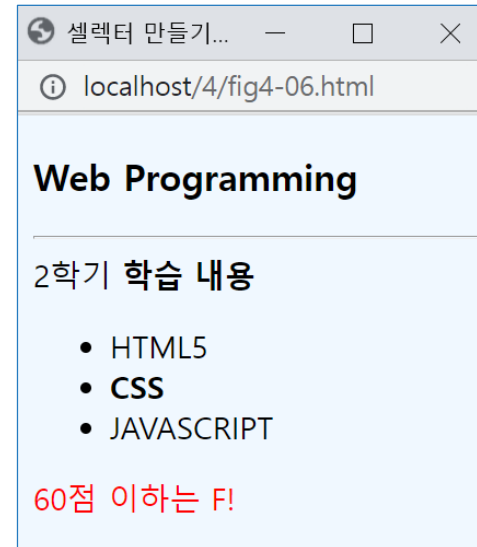 셀렉터 만들기...
localhost/4/fig4-06.html
Web Programming
2학기 학습 내용
HTML5
CSS
JAVASCRIPT
60점 이하는 F!